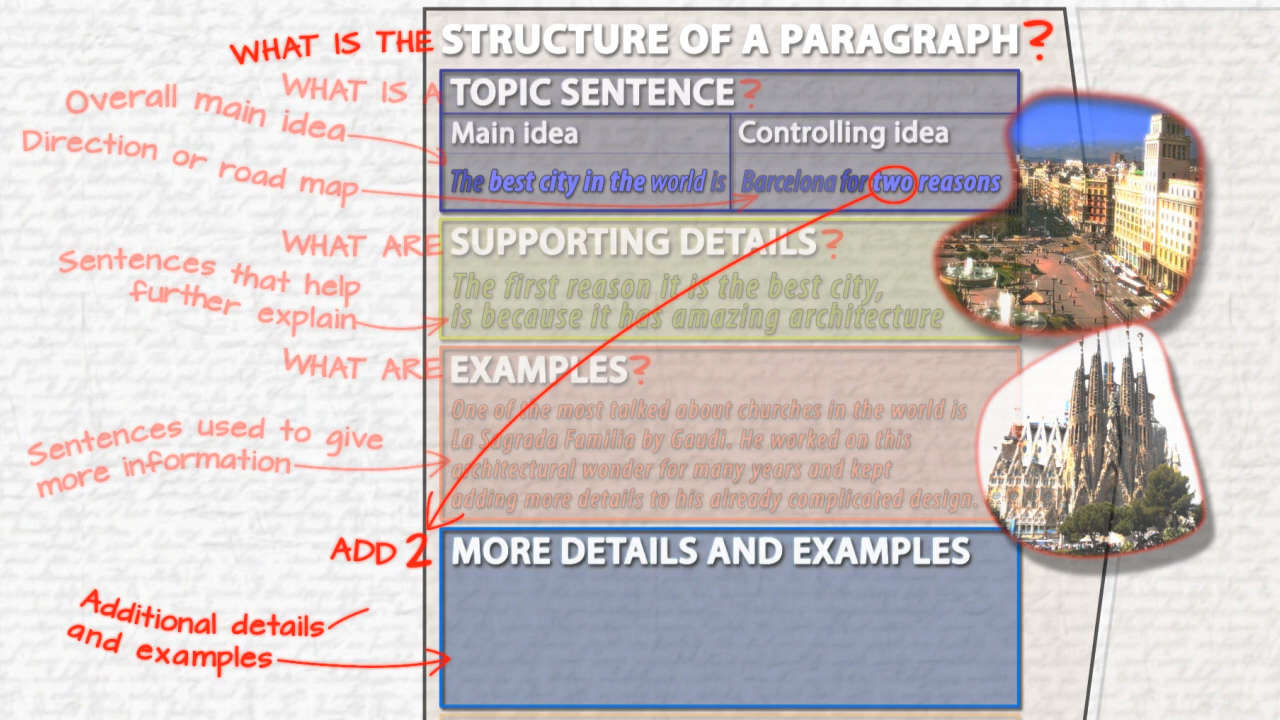 WHAT IS THE STRUCTURE OF A PARAGRAPH?
WHAT IS A TOPIC SENTENCE?
Overall main idea
Main idea
Controlling idea
Direction or road map
The best city in the world is
Barcelona for two reasons
WHAT ARE SUPPORTING DETAILS?
Sentences that help
further explain
The first reason it is the best city,
is because it has amazing architecture
WHAT ARE EXAMPLES?
Sentences used to give
more information
One of the most talked about churches in the world is
La Sagrada Familia by Gaudi. He worked on this
architectural wonder for many years and kept
adding more details to his already complicated design.
ADD 2 MORE DETAILS AND EXAMPLES
Additional details
and examples